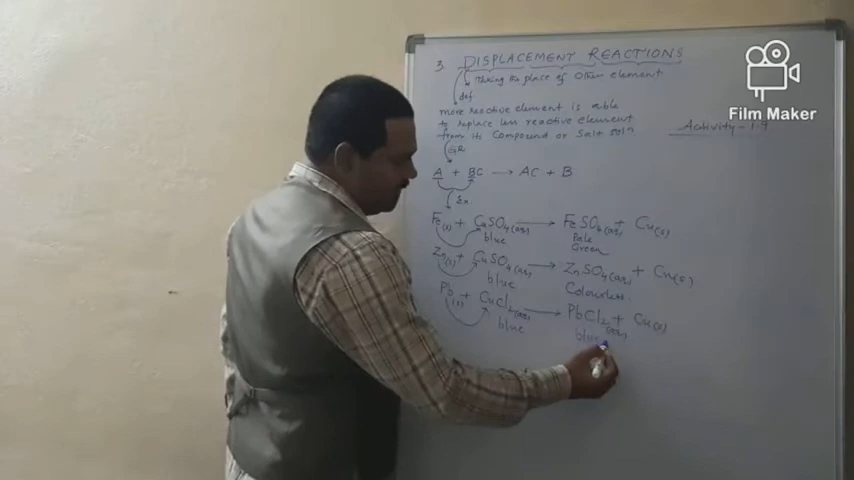 3. DISPLACEMENT REACTIONS
Taking the place of Other element
def
more reactive element is able
to replace less reactive element
from its Compound or Salt soln
Activity - 1.9
GR
A + BC → AC + B
Ex.
Fe(s) + CuSO4(aq) → FeSO4(aq) + Cu(s)
blue Pale
Green
Zn(s) + CuSO4(aq) → ZnSO4(aq) + Cu(s)
blue Colourless.
Pb(s) + CuCl2(aq) → PbCl2(aq) + Cu(s)
blue blue
Film Maker